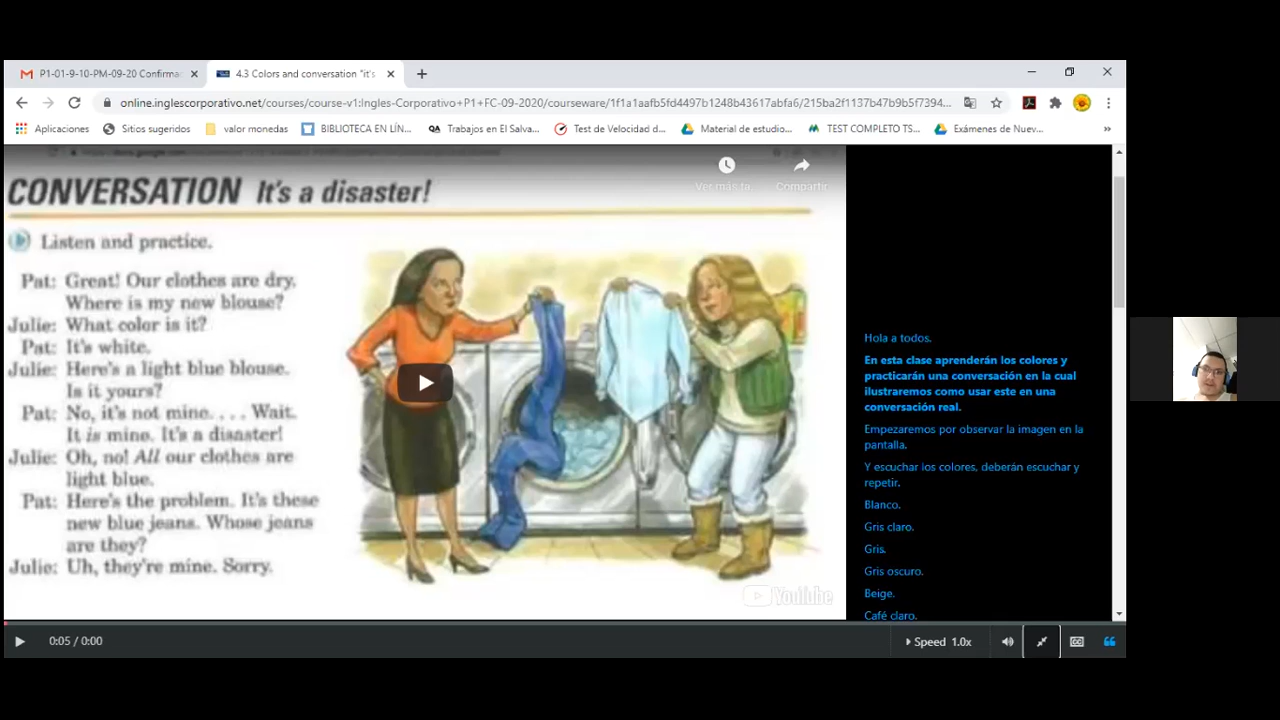 P1-01-9-10-PM-09-20 Confirma
4.3 Colors and conversation "it's
online.inglescorporativo.net/courses/course-v1:Ingles-Corporativo+P1+FC-09-2020/courseware/1f1a1aafb5fd4497b1248b43617abfa6/215ba2f1137b47b9b5f7394...
Aplicaciones
Sitios sugeridos
valor monedas
BIBLIOTECA EN LÍN...
Trabajos en El Salva...
Test de Velocidad d...
Material de estudio...
TEST COMPLETO TS...
Exámenes de Nuev...
»
CONVERSATION It's a disaster!
Ver más ta
Compartir
Listen and practice.
Pat: Great! Our clothes are dry.
Where is my new blouse?
Julie: What color is it?
Pat: It's white.
Julie: Here's a light blue blouse.
Is it yours?
Pat: No, it's not mine. . . . Wait.
It is mine. It's a disaster!
Julie: Oh, no! All our clothes are
light blue.
Pat: Here's the problem. It's these
new blue jeans. Whose jeans
are they?
Julie: Uh, they're mine. Sorry.
YouTube
Hola a todos.
En esta clase aprenderán los colores y
practicarán una conversación en la cual
ilustraremos como usar este en una
conversación real.
Empezaremos por observar la imagen en la
pantalla.
Y escuchar los colores, deberán escuchar y
repetir.
Blanco.
Gris claro.
Gris.
Gris oscuro.
Beige.
Café claro.
0:05 / 0:00
Speed 1.0x